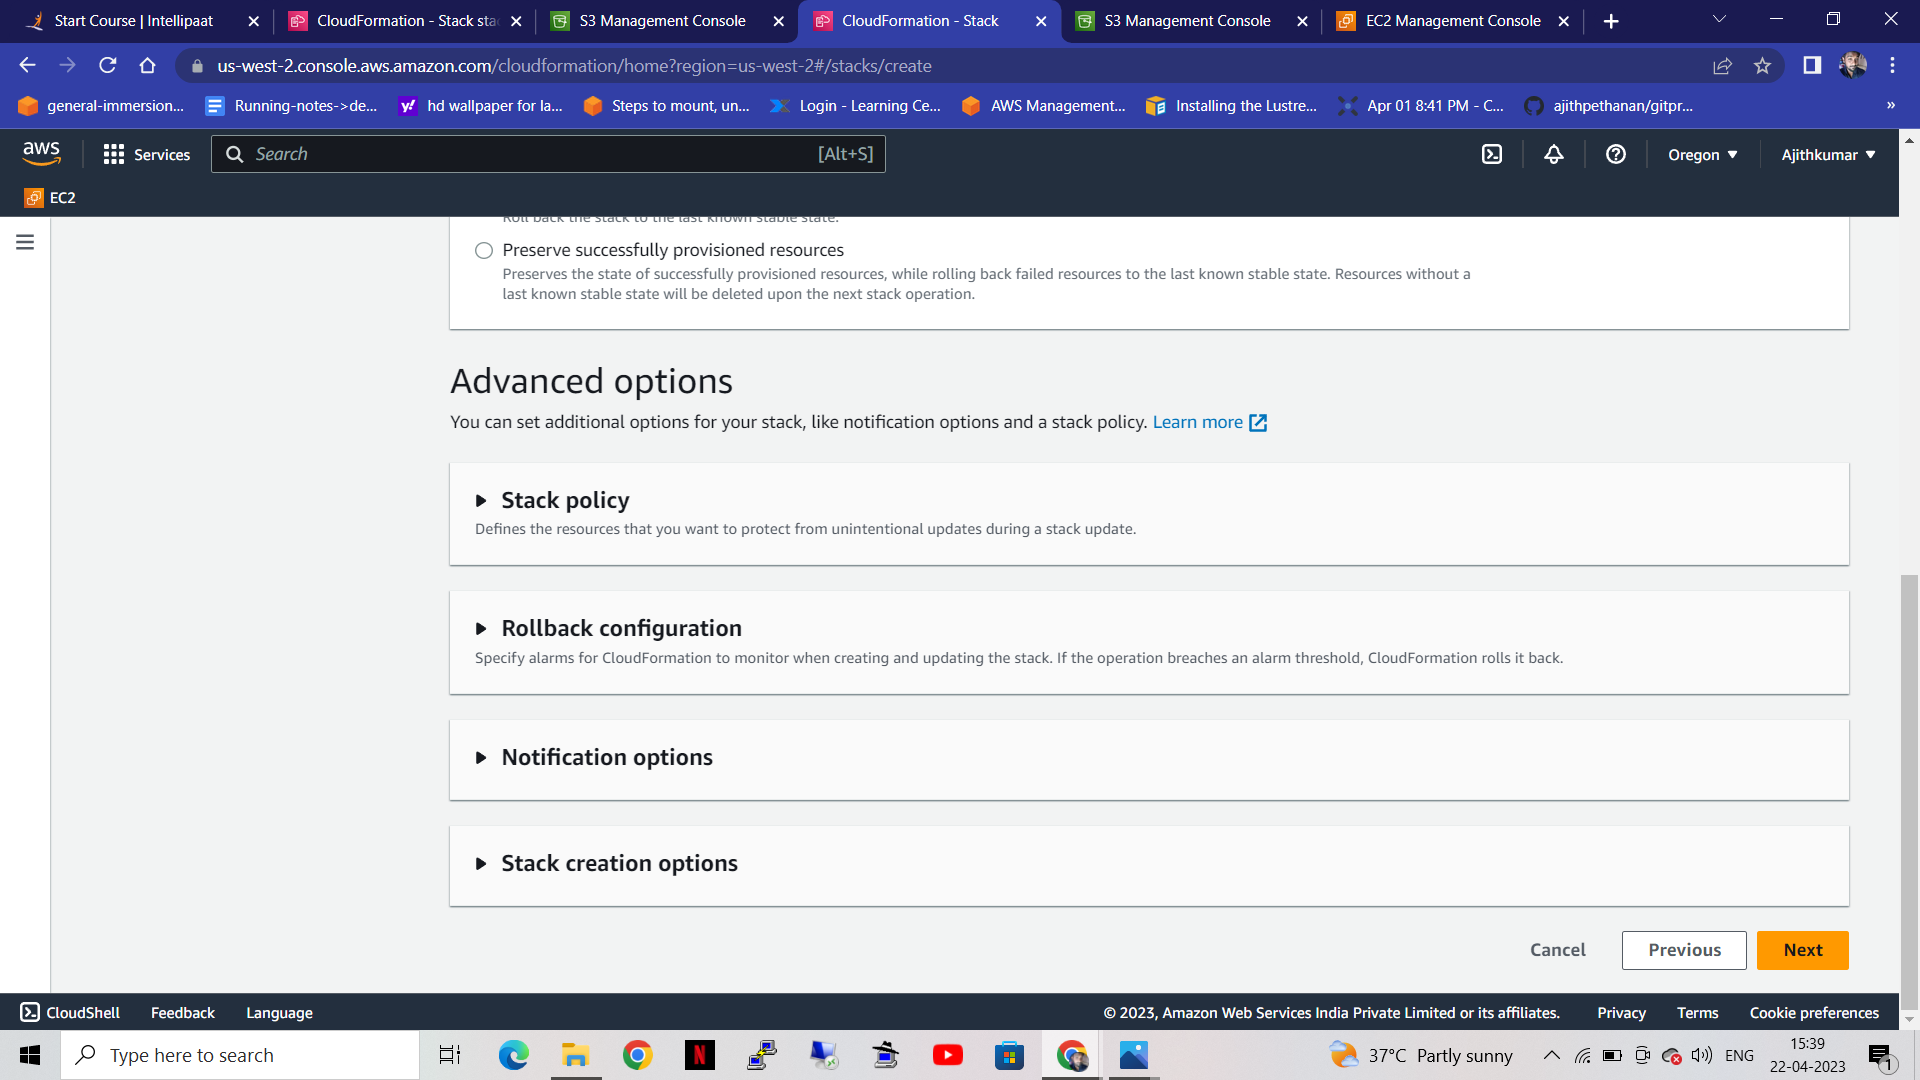 Start Course | Intellipaat
CloudFormation - Stack sta
S3 Management Console
CloudFormation - Stack
S3 Management Console
EC2 Management Console
us-west-2.console.aws.amazon.com/cloudformation/home?region=us-west-2#/stacks/create
general-immersion...
Running-notes->de...
hd wallpaper for la...
Steps to mount, un...
Login - Learning Ce...
AWS Management...
Installing the Lustre...
Apr 01 8:41 PM - C...
ajithpethanan/gitpr...
»
aws
Services
Search
[Alt+S]
Oregon
Ajithkumar
EC2
Roll back the stack to the last known stable state.
Preserve successfully provisioned resources
Preserves the state of successfully provisioned resources, while rolling back failed resources to the last known stable state. Resources without a
last known stable state will be deleted upon the next stack operation.
Advanced options
You can set additional options for your stack, like notification options and a stack policy. Learn more
Stack policy
Defines the resources that you want to protect from unintentional updates during a stack update.
Rollback configuration
Specify alarms for CloudFormation to monitor when creating and updating the stack. If the operation breaches an alarm threshold, CloudFormation rolls it back.
Notification options
Stack creation options
Cancel
Previous
Next
CloudShell
Feedback
Language
© 2023, Amazon Web Services India Private Limited or its affiliates.
Privacy
Terms
Cookie preferences
Type here to search
N
37°C Partly sunny
ENG
15:39
22-04-2023
1